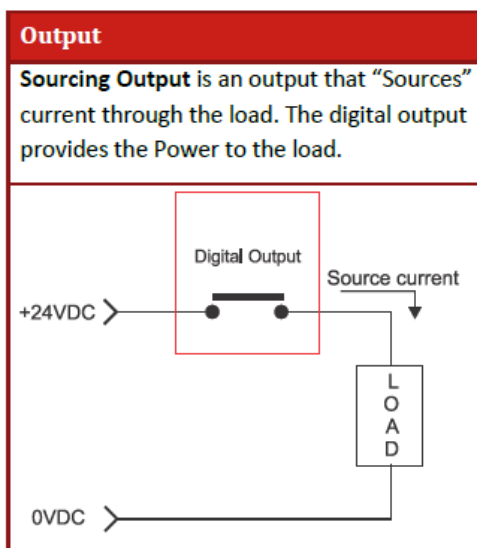 Output
Sourcing Output is an output that “Sources”
current through the load. The digital output
provides the Power to the load.
Digital Output
Source current
+24VDC
LOAD
0VDC